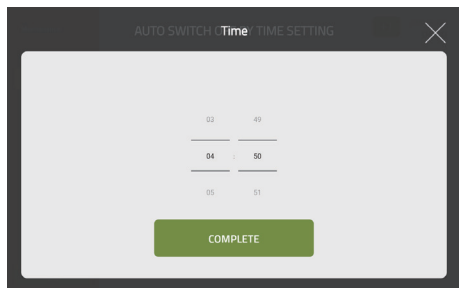 AUTO SWITCH O Y TIME SETTING
Time
03 49
04 : 50
05 51
COMPLETE